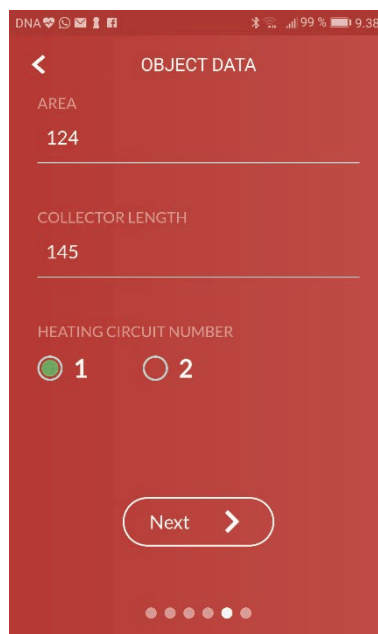 DNA 99 % 9.38
OBJECT DATA
AREA
124
COLLECTOR LENGTH
145
HEATING CIRCUIT NUMBER
1 2
Next